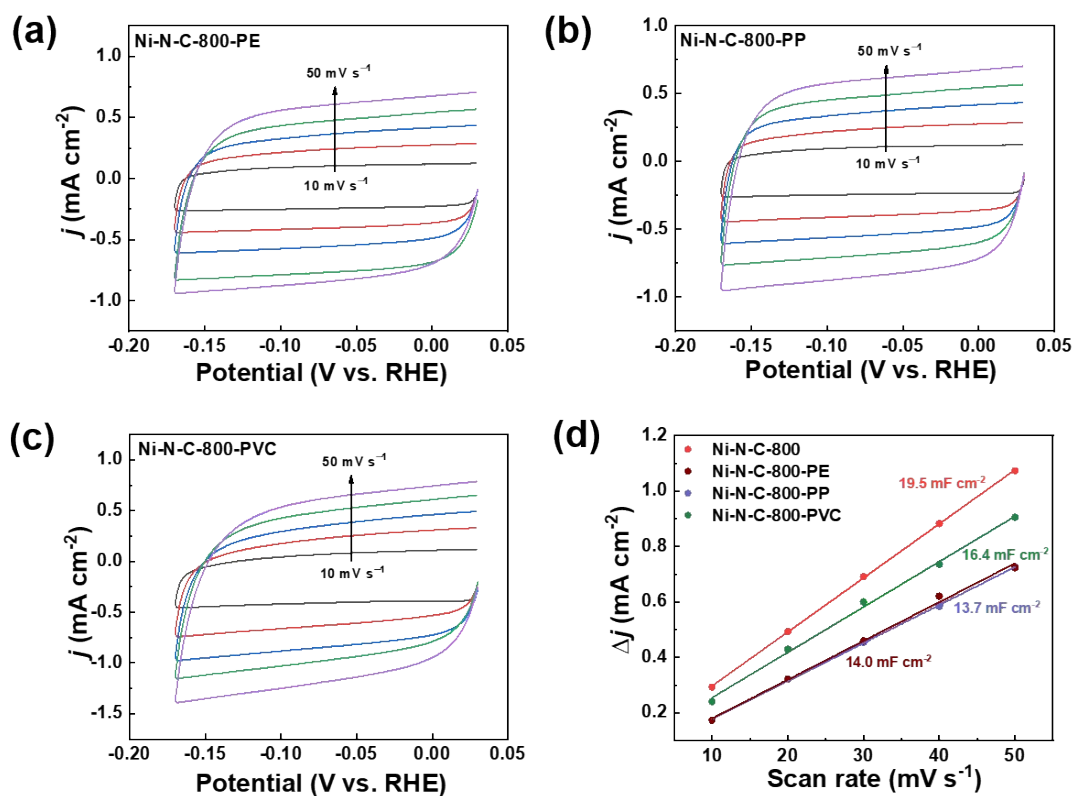 (a)
Ni-N-C-800-PE
50 mV s⁻¹
10 mV s⁻¹
1.0
0.5
0.0
-0.5
-1.0
j (mA cm⁻²)
-0.20 -0.15 -0.10 -0.05 0.00 0.05
Potential (V vs. RHE)
(b)
Ni-N-C-800-PP
50 mV s⁻¹
10 mV s⁻¹
1.0
0.5
0.0
-0.5
-1.0
j (mA cm⁻²)
-0.20 -0.15 -0.10 -0.05 0.00 0.05
Potential (V vs. RHE)
(c)
Ni-N-C-800-PVC
50 mV s⁻¹
10 mV s⁻¹
1.0
0.5
0.0
-0.5
-1.0
-1.5
j (mA cm⁻²)
-0.20 -0.15 -0.10 -0.05 0.00 0.05
Potential (V vs. RHE)
(d)
Ni-N-C-800
Ni-N-C-800-PE
Ni-N-C-800-PP
Ni-N-C-800-PVC
19.5 mF cm⁻²
16.4 mF cm⁻²
13.7 mF cm⁻²
14.0 mF cm⁻²
1.2
1.0
0.8
0.6
0.4
0.2
Δj (mA cm⁻²)
10 20 30 40 50
Scan rate (mV s⁻¹)